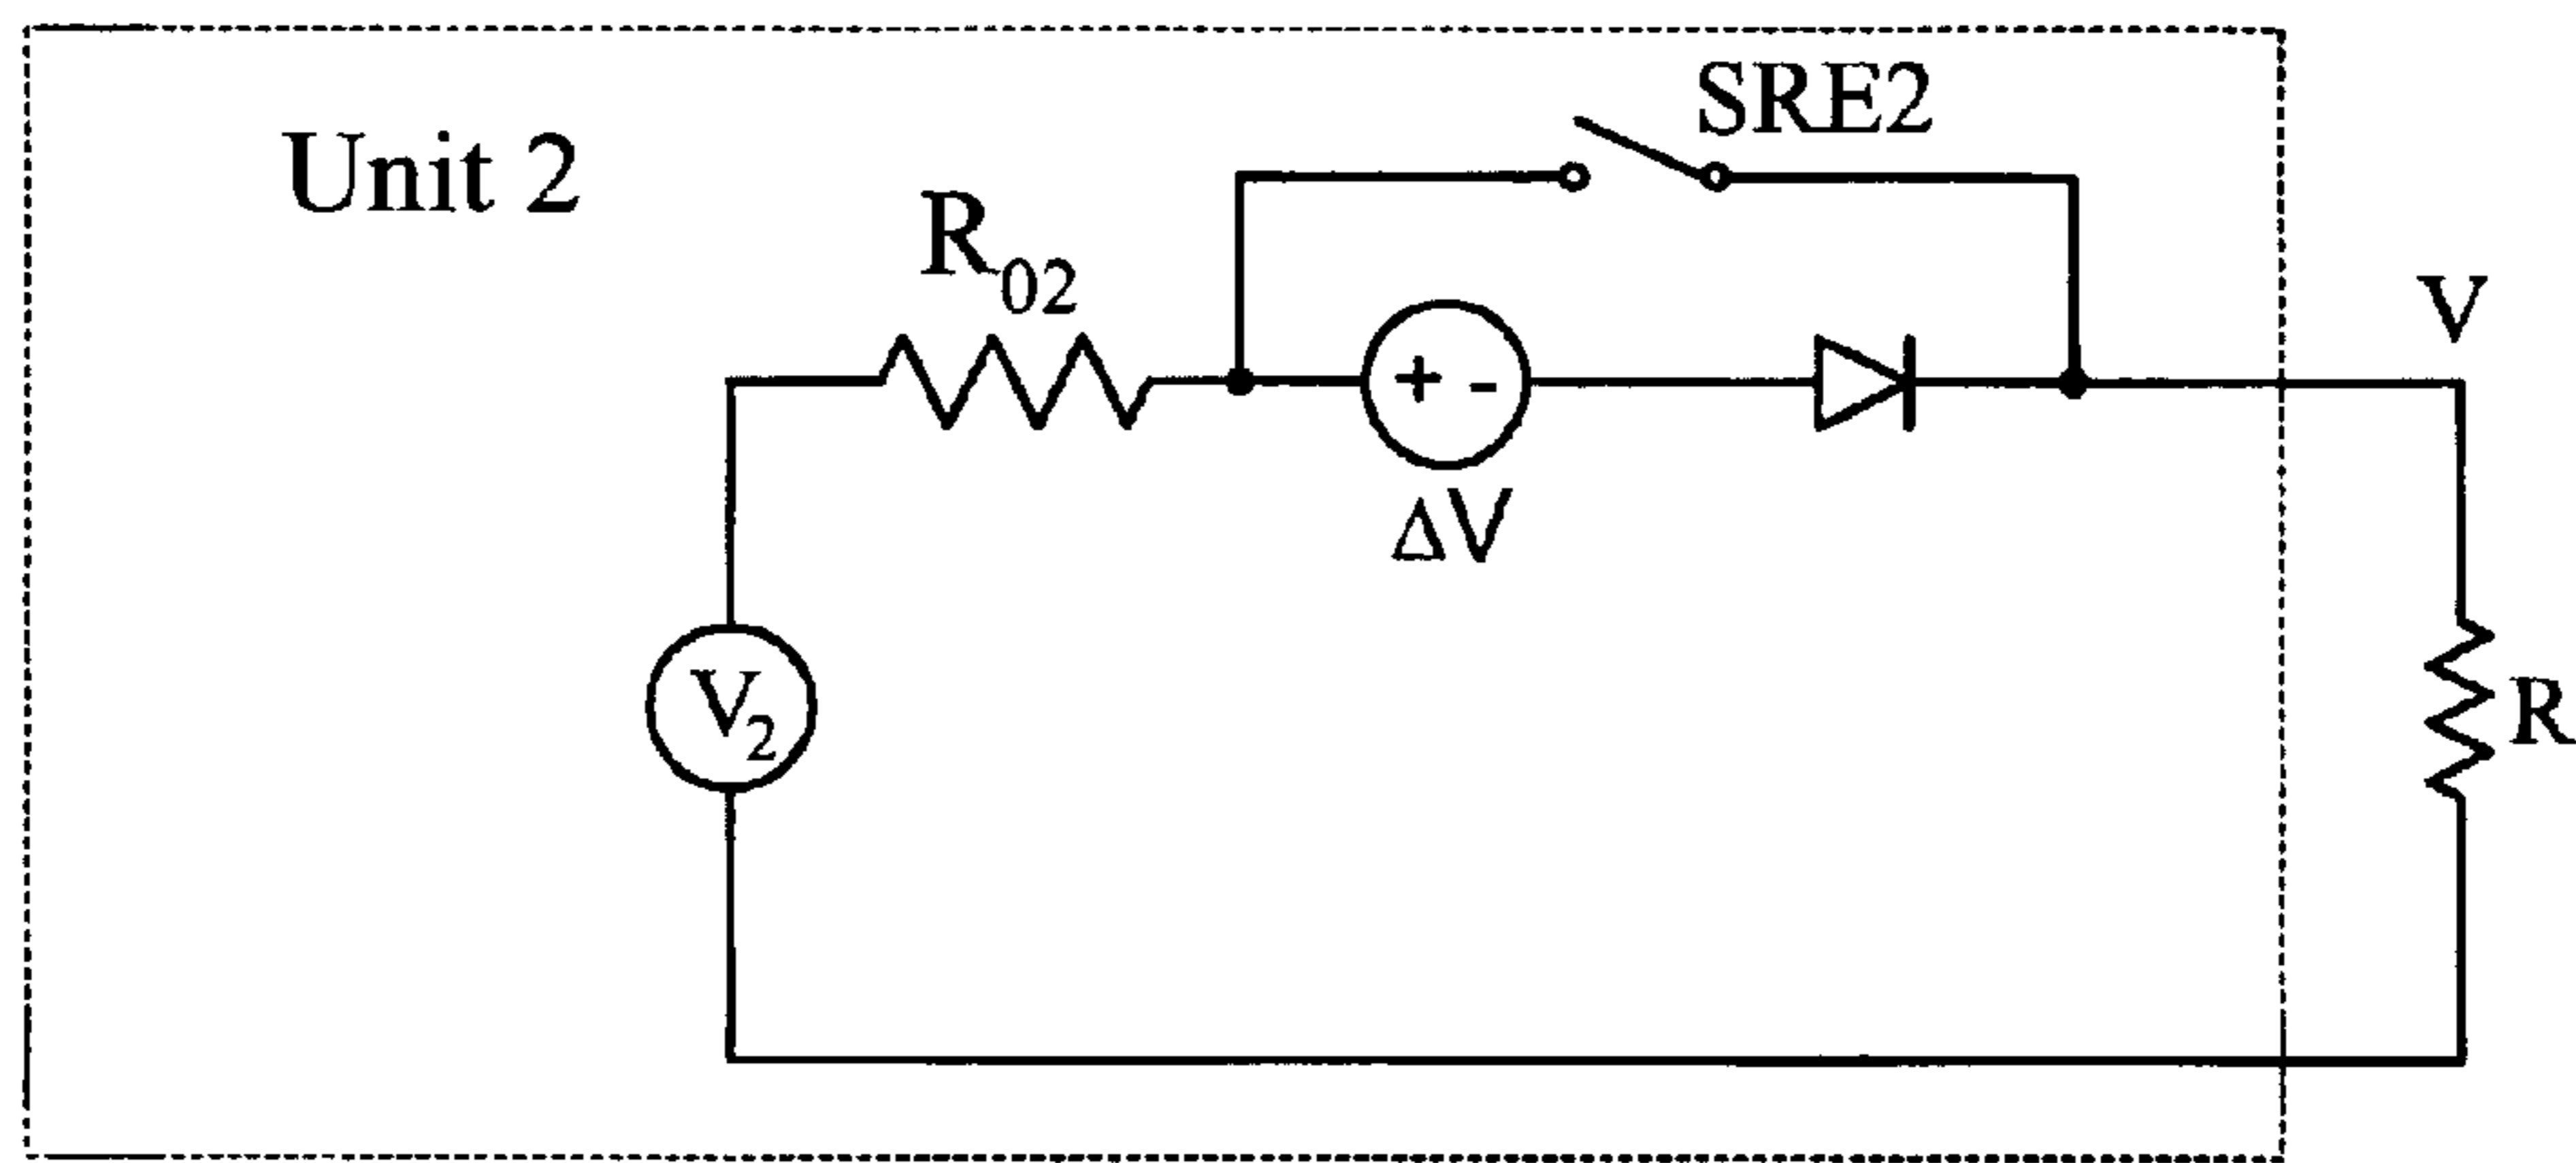 SRE2
Unit 2
R02
V
+ -
ΔV
V2
R